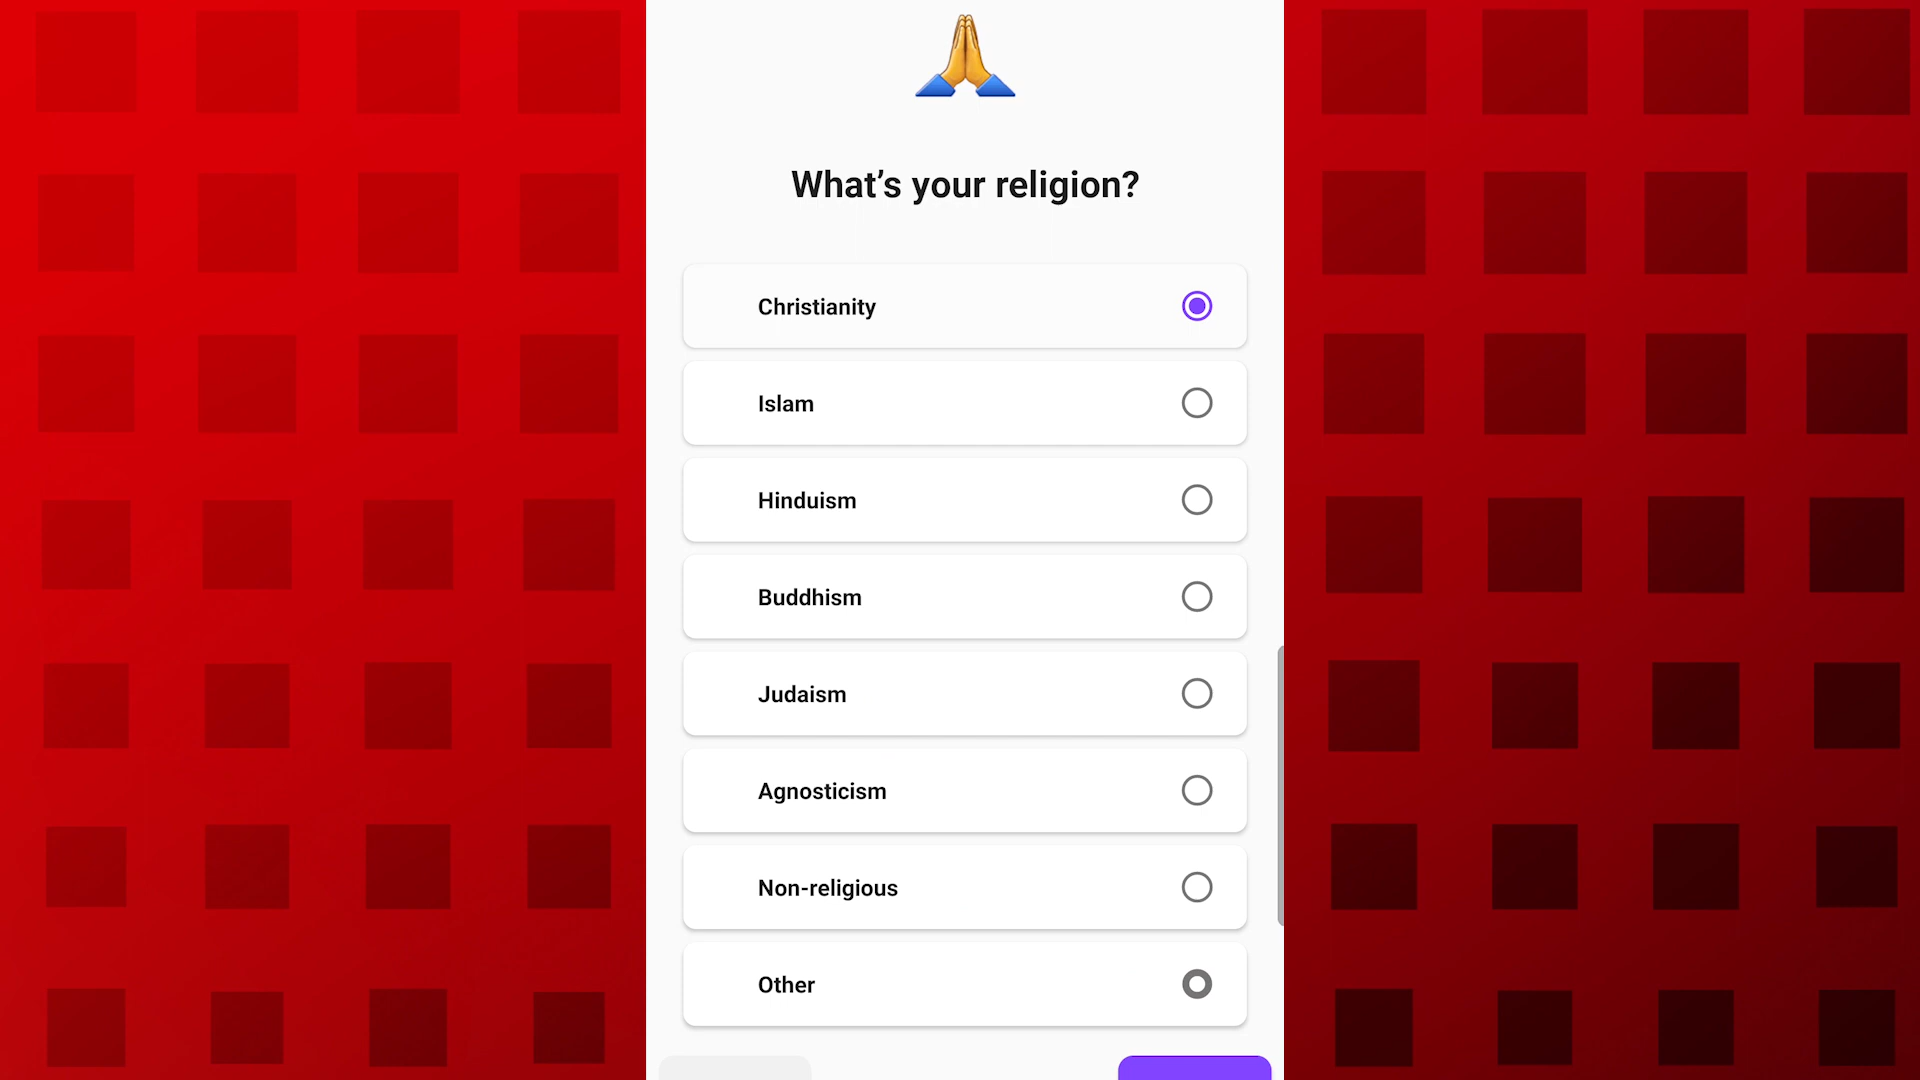 What's your religion?
Christianity
Islam
Hinduism
Buddhism
Judaism
Agnosticism
Non-religious
Other